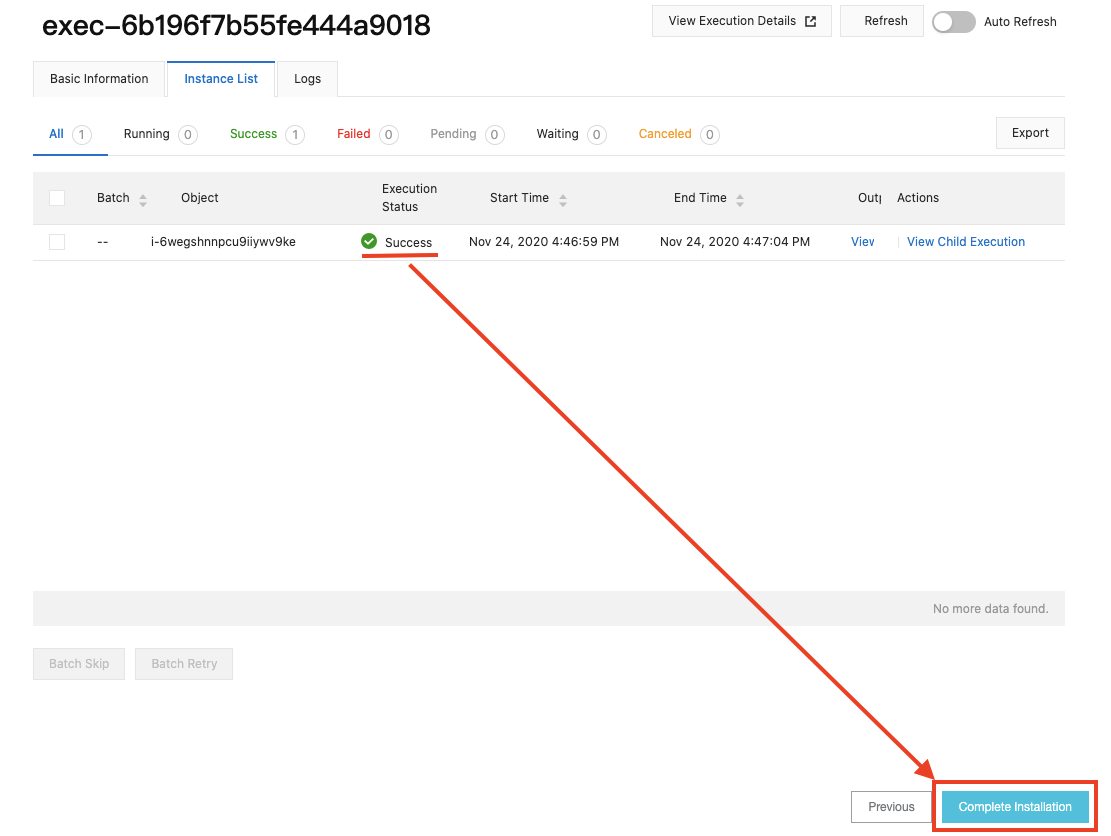 exec-6b196f7b55fe444a9018
View Execution Details
Refresh
Auto Refresh
Basic Information
Instance List
Logs
All 1
Running 0
Success 1
Failed 0
Pending 0
Waiting 0
Canceled 0
Export
Batch
Object
Execution
Status
Start Time
End Time
Outp
Actions
--
i-6wegshnnpcu9iiywv9ke
Success
Nov 24, 2020 4:46:59 PM
Nov 24, 2020 4:47:04 PM
View
View Child Execution
No more data found.
Batch Skip
Batch Retry
Previous
Complete Installation